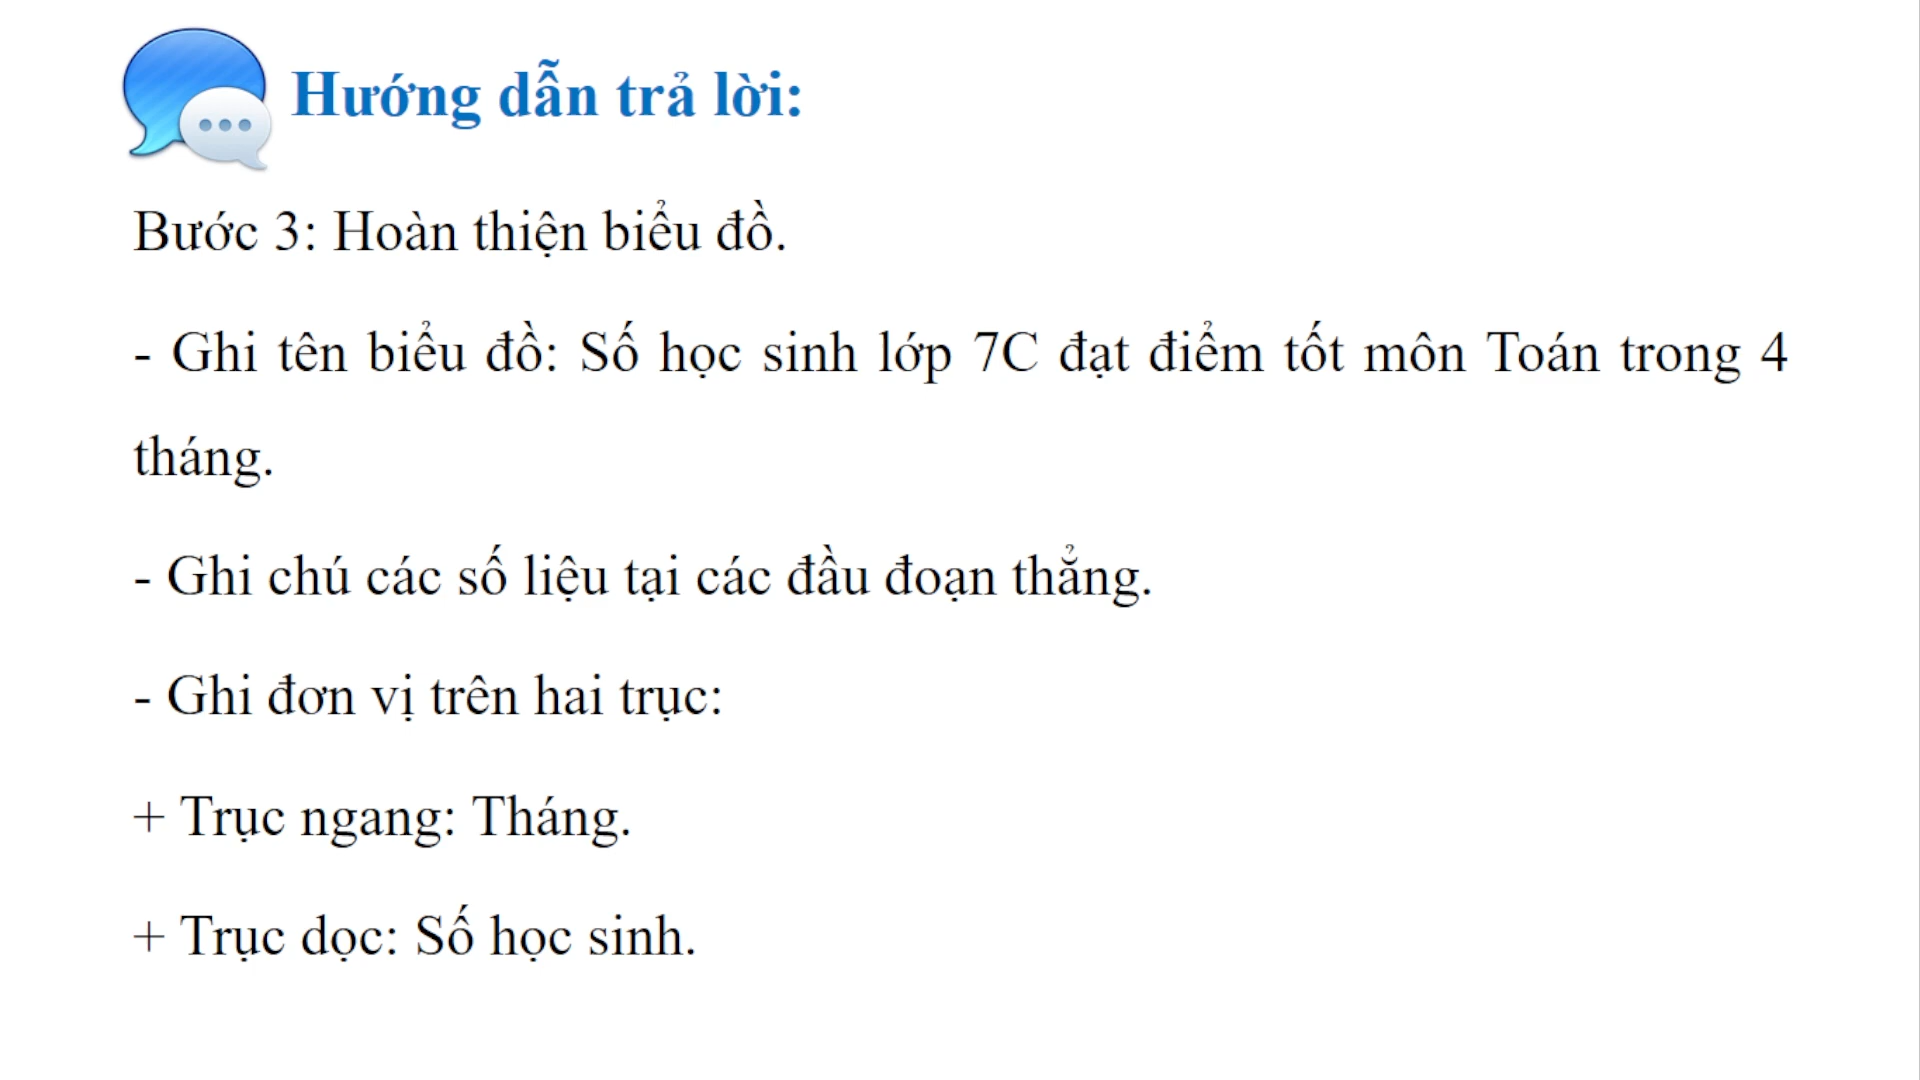 Hướng dẫn trả lời:
Bước 3: Hoàn thiện biểu đồ.
- Ghi tên biểu đồ: Số học sinh lớp 7C đạt điểm tốt môn Toán trong 4
tháng.
- Ghi chú các số liệu tại các đầu đoạn thẳng.
- Ghi đơn vị trên hai trục:
+ Trục ngang: Tháng.
+ Trục dọc: Số học sinh.